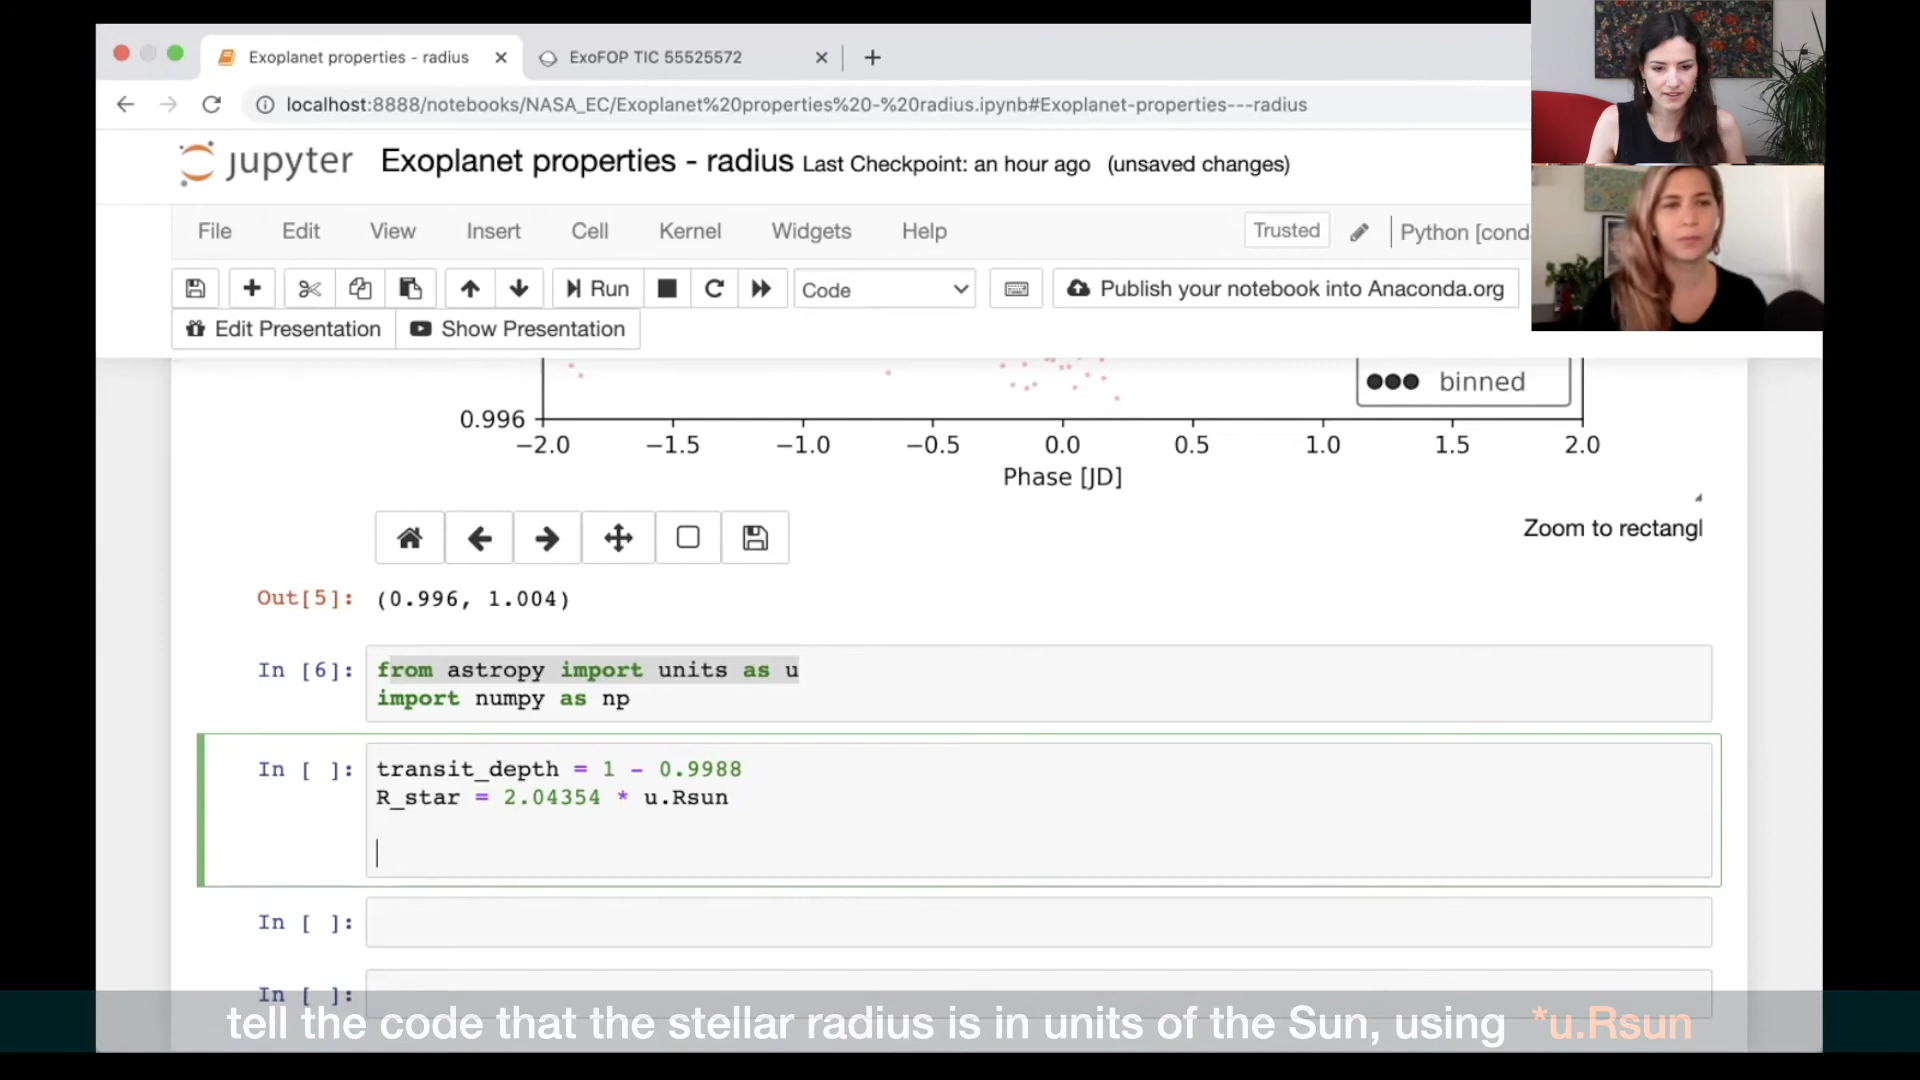 Exoplanet properties - radius
ExoFOP TIC 55525572
localhost:8888/notebooks/NASA_EC/Exoplanet%20properties%20-%20radius.ipynb#Exoplanet-properties---radius
jupyter Exoplanet properties - radius Last Checkpoint: an hour ago (unsaved changes)
File Edit View Insert Cell Kernel Widgets Help Trusted Python [cond
Run Code Publish your notebook into Anaconda.org
Edit Presentation Show Presentation
binned
0.996
−2.0 −1.5 −1.0 −0.5 0.0 0.5 1.0 1.5 2.0
Phase [JD]
Zoom to rectangl
Out[5]: (0.996, 1.004)
In [6]: from astropy import units as u
import numpy as np
In [ ]: transit_depth = 1 - 0.9988
R_star = 2.04354 * u.Rsun
In [ ]:
In [ ]:
tell the code that the stellar radius is in units of the Sun, using *u.Rsun